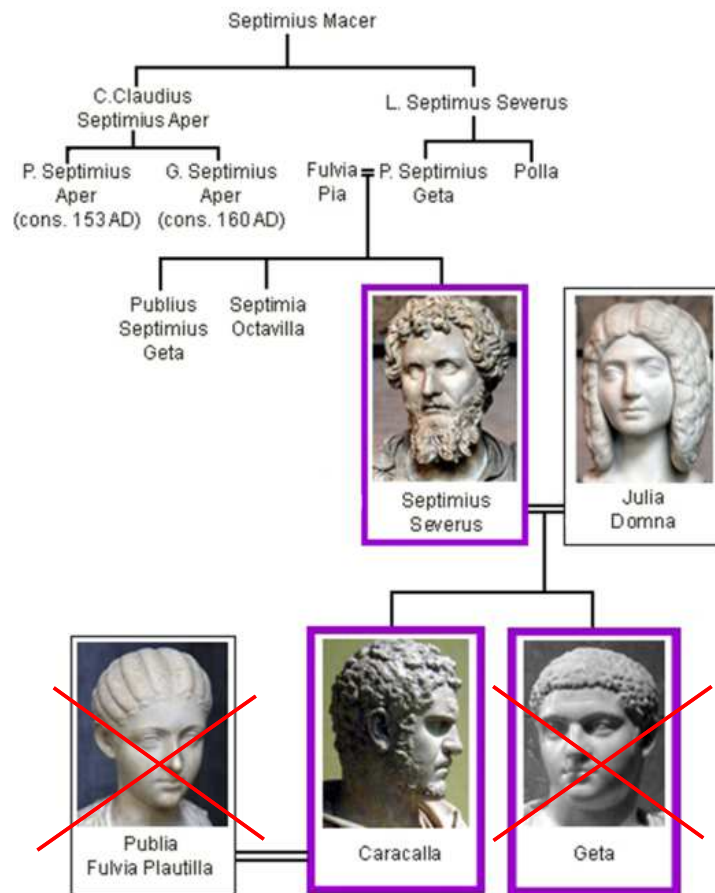 Septimius Macer
C.Claudius
Septimius Aper
L. Septimus Severus
P. Septimius
Aper
(cons. 153 AD)
G. Septimius
Aper
(cons. 160 AD)
Fulvia
Pia
P. Septimius
Geta
Polla
Publius
Septimius
Geta
Septimia
Octavilla
Septimius
Severus
Julia
Domna
Publia
Fulvia Plautilla
Caracalla
Geta